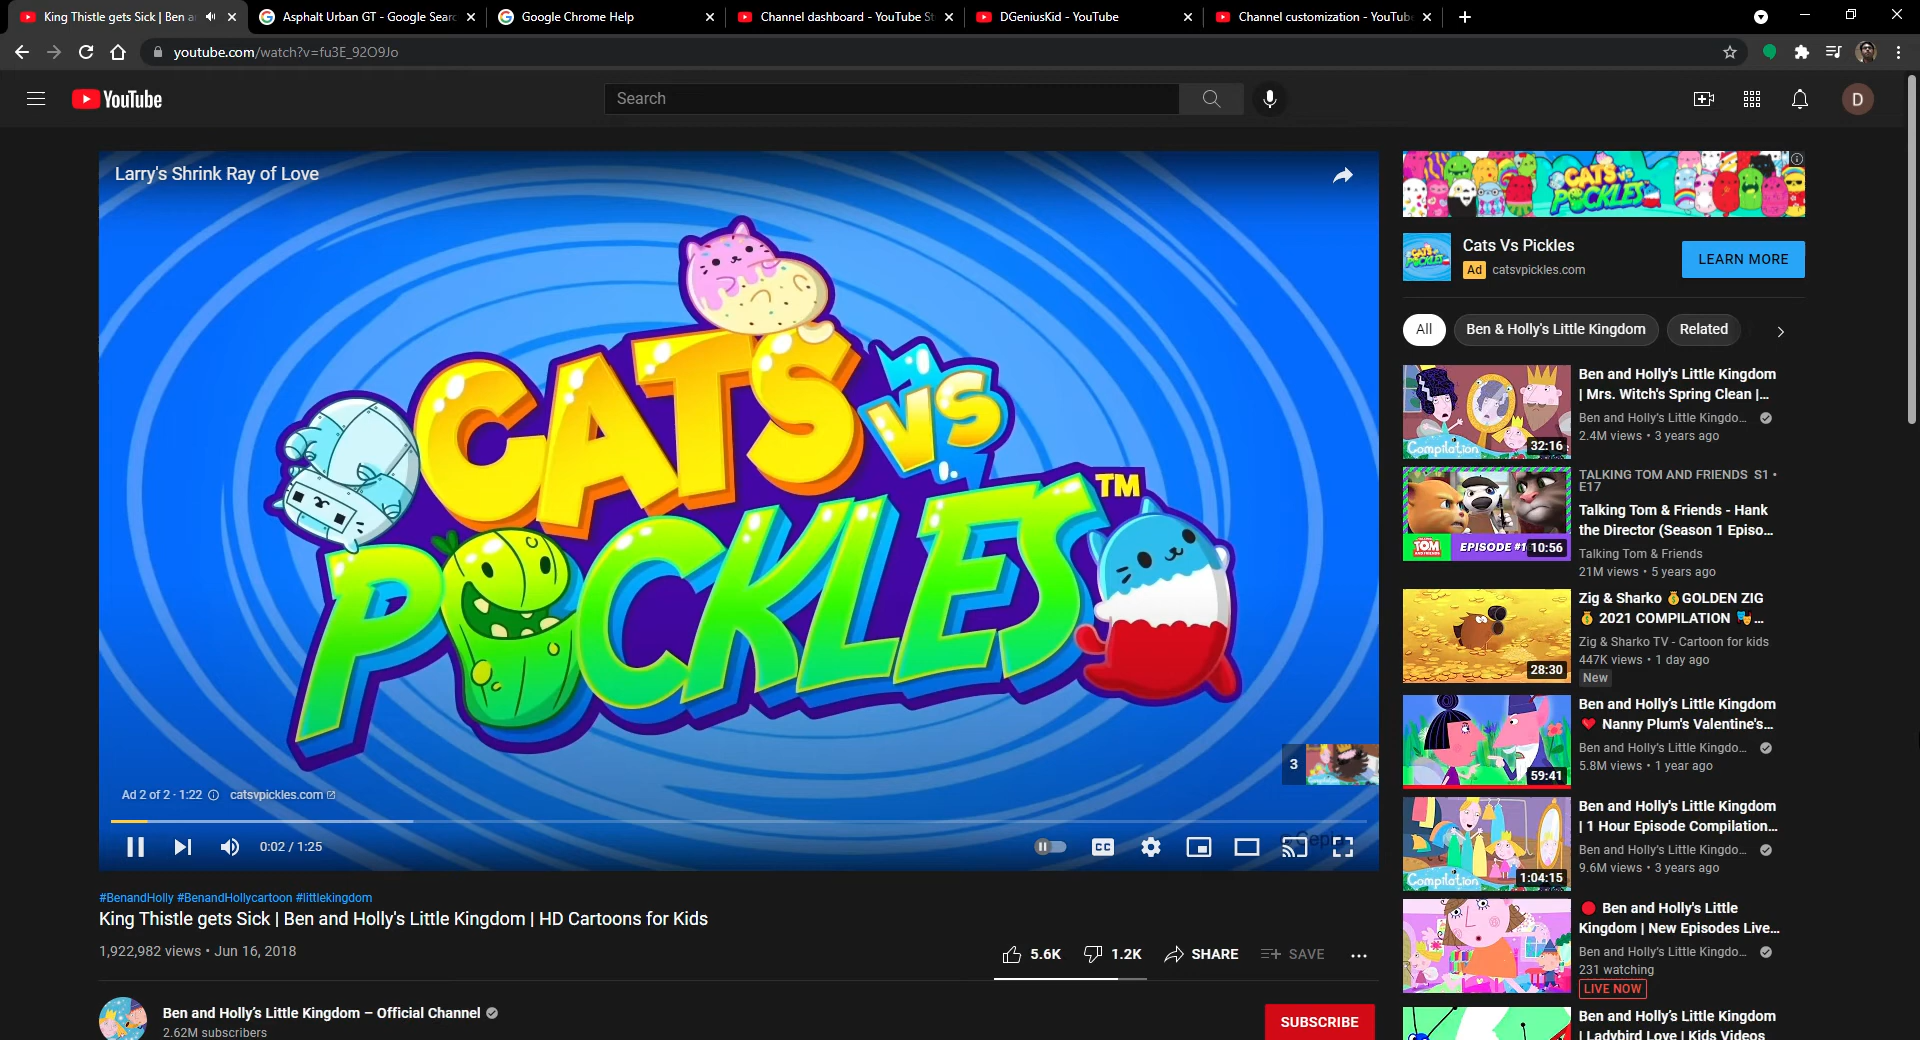 King Thistle gets Sick | Ben a
Asphalt Urban GT - Google Searc
Google Chrome Help
Channel dashboard - YouTube St
DGeniusKid - YouTube
Channel customization - YouTub
youtube.com/watch?v=fu3E_92O9Jo
YouTube
Search
D
Larry's Shrink Ray of Love
CATS
vs
PICKLES
TM
3
Ad 2 of 2 · 1:22
catsvpickles.com
0:02 / 1:25
CC
#BenandHolly #BenandHollycartoon #littlekingdom
King Thistle gets Sick | Ben and Holly's Little Kingdom | HD Cartoons for Kids
1,922,982 views • Jun 16, 2018
5.6K
1.2K
SHARE
SAVE
Ben and Holly's Little Kingdom – Official Channel
2.62M subscribers
SUBSCRIBE
CATS vs PICKLES
CATS vs PICKLES
Cats Vs Pickles
Ad catsvpickles.com
LEARN MORE
All
Ben & Holly's Little Kingdom
Related
Compilation
32:16
Ben and Holly's Little Kingdom
| Mrs. Witch's Spring Clean |...
Ben and Holly's Little Kingdo...
2.4M views • 3 years ago
TOM
EPISODE #1
10:56
TALKING TOM AND FRIENDS S1 •
E17
Talking Tom & Friends - Hank
the Director (Season 1 Episo...
Talking Tom & Friends
21M views • 5 years ago
28:30
Zig & Sharko 💰GOLDEN ZIG
💰 2021 COMPILATION 🎭...
Zig & Sharko TV - Cartoon for kids
447K views • 1 day ago
New
59:41
Ben and Holly's Little Kingdom
❤️ Nanny Plum's Valentine's...
Ben and Holly's Little Kingdo...
5.8M views • 1 year ago
Compilation
1:04:15
Ben and Holly's Little Kingdom
| 1 Hour Episode Compilation...
Ben and Holly's Little Kingdo...
9.6M views • 3 years ago
🔴 Ben and Holly's Little
Kingdom | New Episodes Live...
Ben and Holly's Little Kingdo...
231 watching
LIVE NOW
Ben and Holly's Little Kingdom
| Ladybird Love | Kids Videos